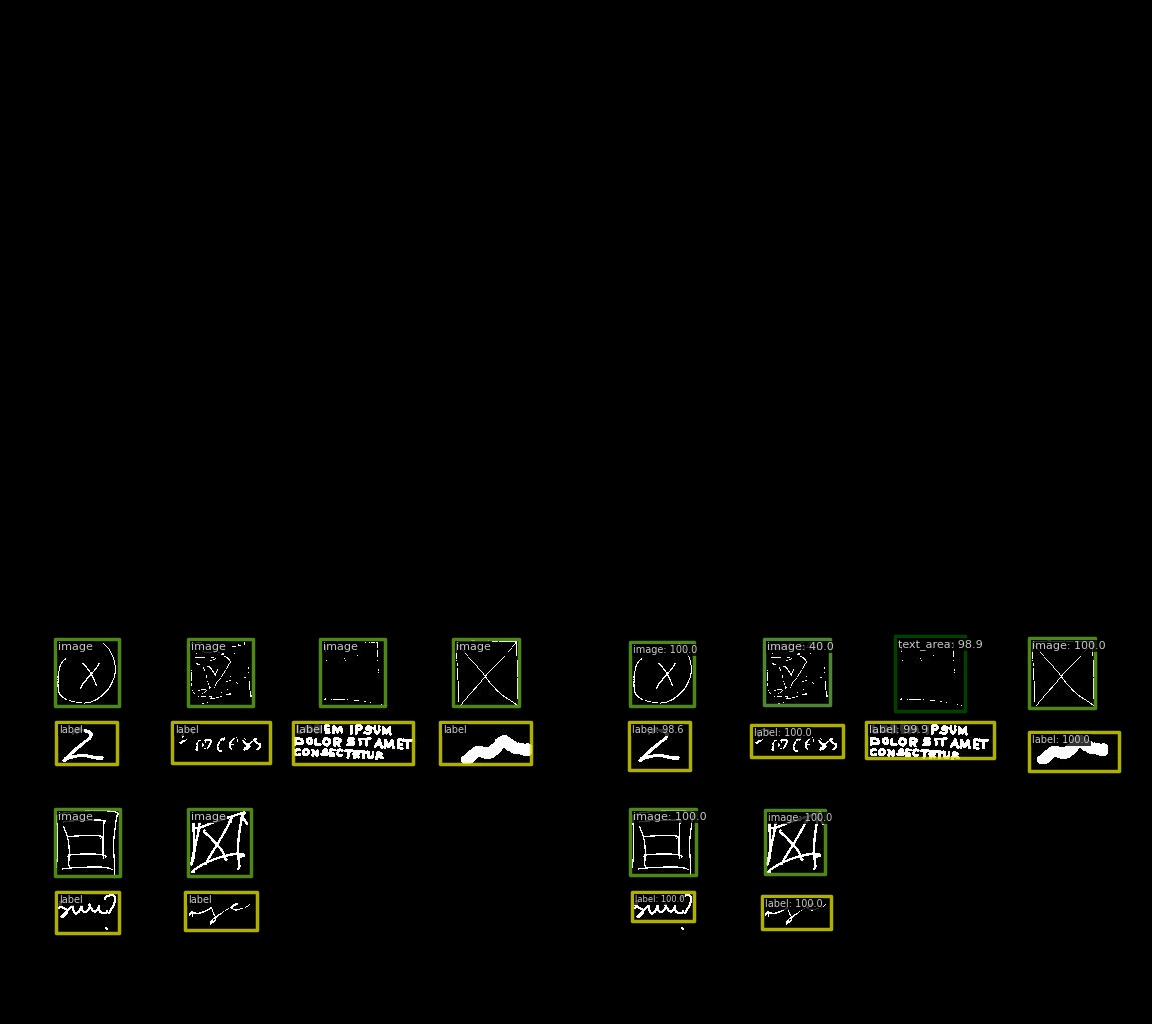 image image image image image: 100.0 image: 40.0 text_area: 98.9 image: 100.0
X X
label label label label label: 98.6 label: 100.0 label: 99.9 label: 100.0
EM IPSUM PSUM
DOLOR SIT AMET DOLOR SIT AMET
CONSECTETUR CONSECTETUR
image image image: 100.0 image: 100.0
label label label: 100.0 label: 100.0